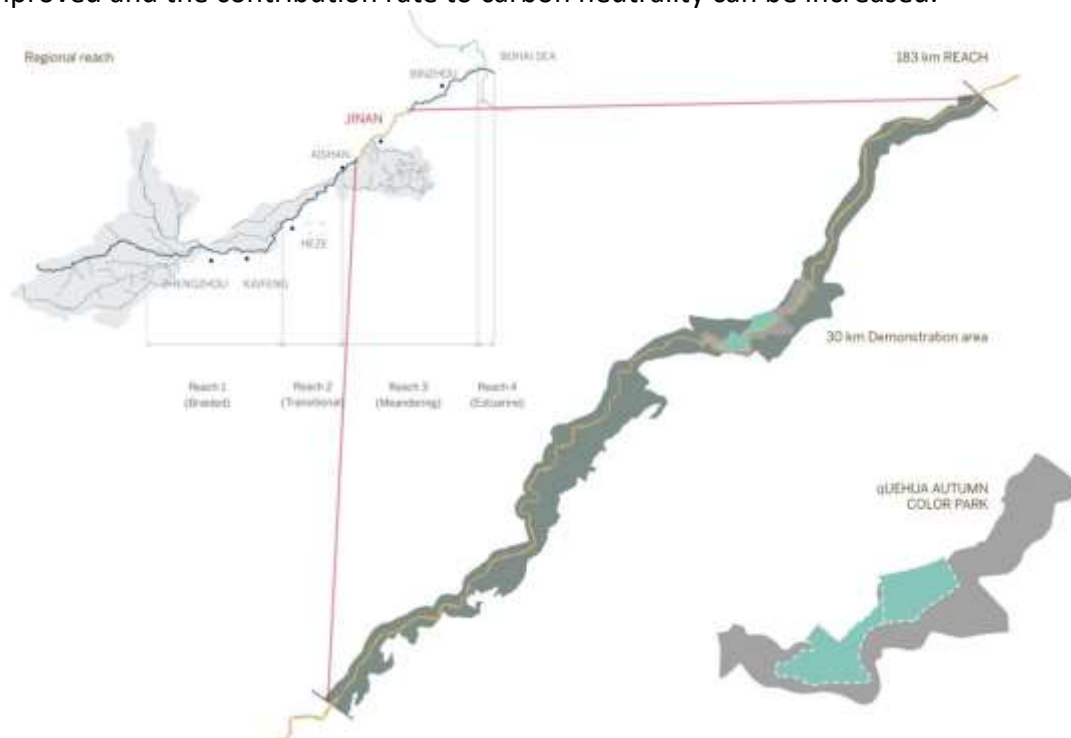 nproved and the contribution rate to carbon neutrality can be increased.
Regional reach
BOHAI SEA
183 km REACH
BINZHOU
JINAN
AISHAN
HEZE
ZHENGZHOU
KAIFENG
30 km Demonstration area
Reach 1
(Braided)
Reach 2
(Transitional)
Reach 3
(Meandering)
Reach 4
(Estuarine)
qUEHUA AUTUMN
COLOR PARK